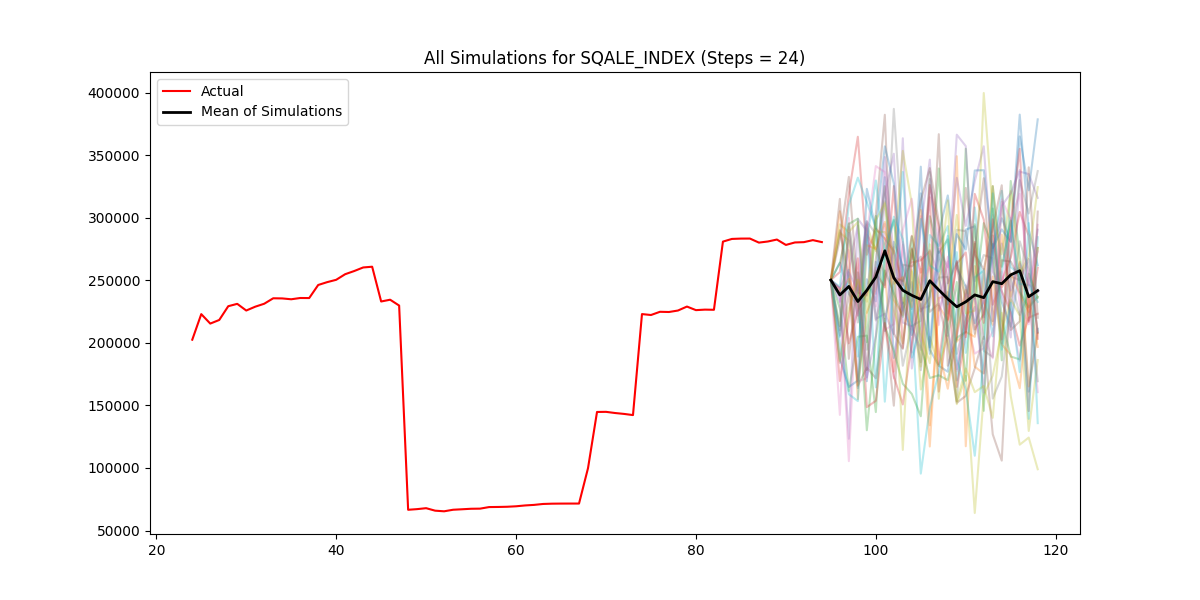 All Simulations for SQALE_INDEX (Steps = 24)
Actual
Mean of Simulations
400000
350000
300000
250000
200000
150000
100000
50000
20 40 60 80 100 120